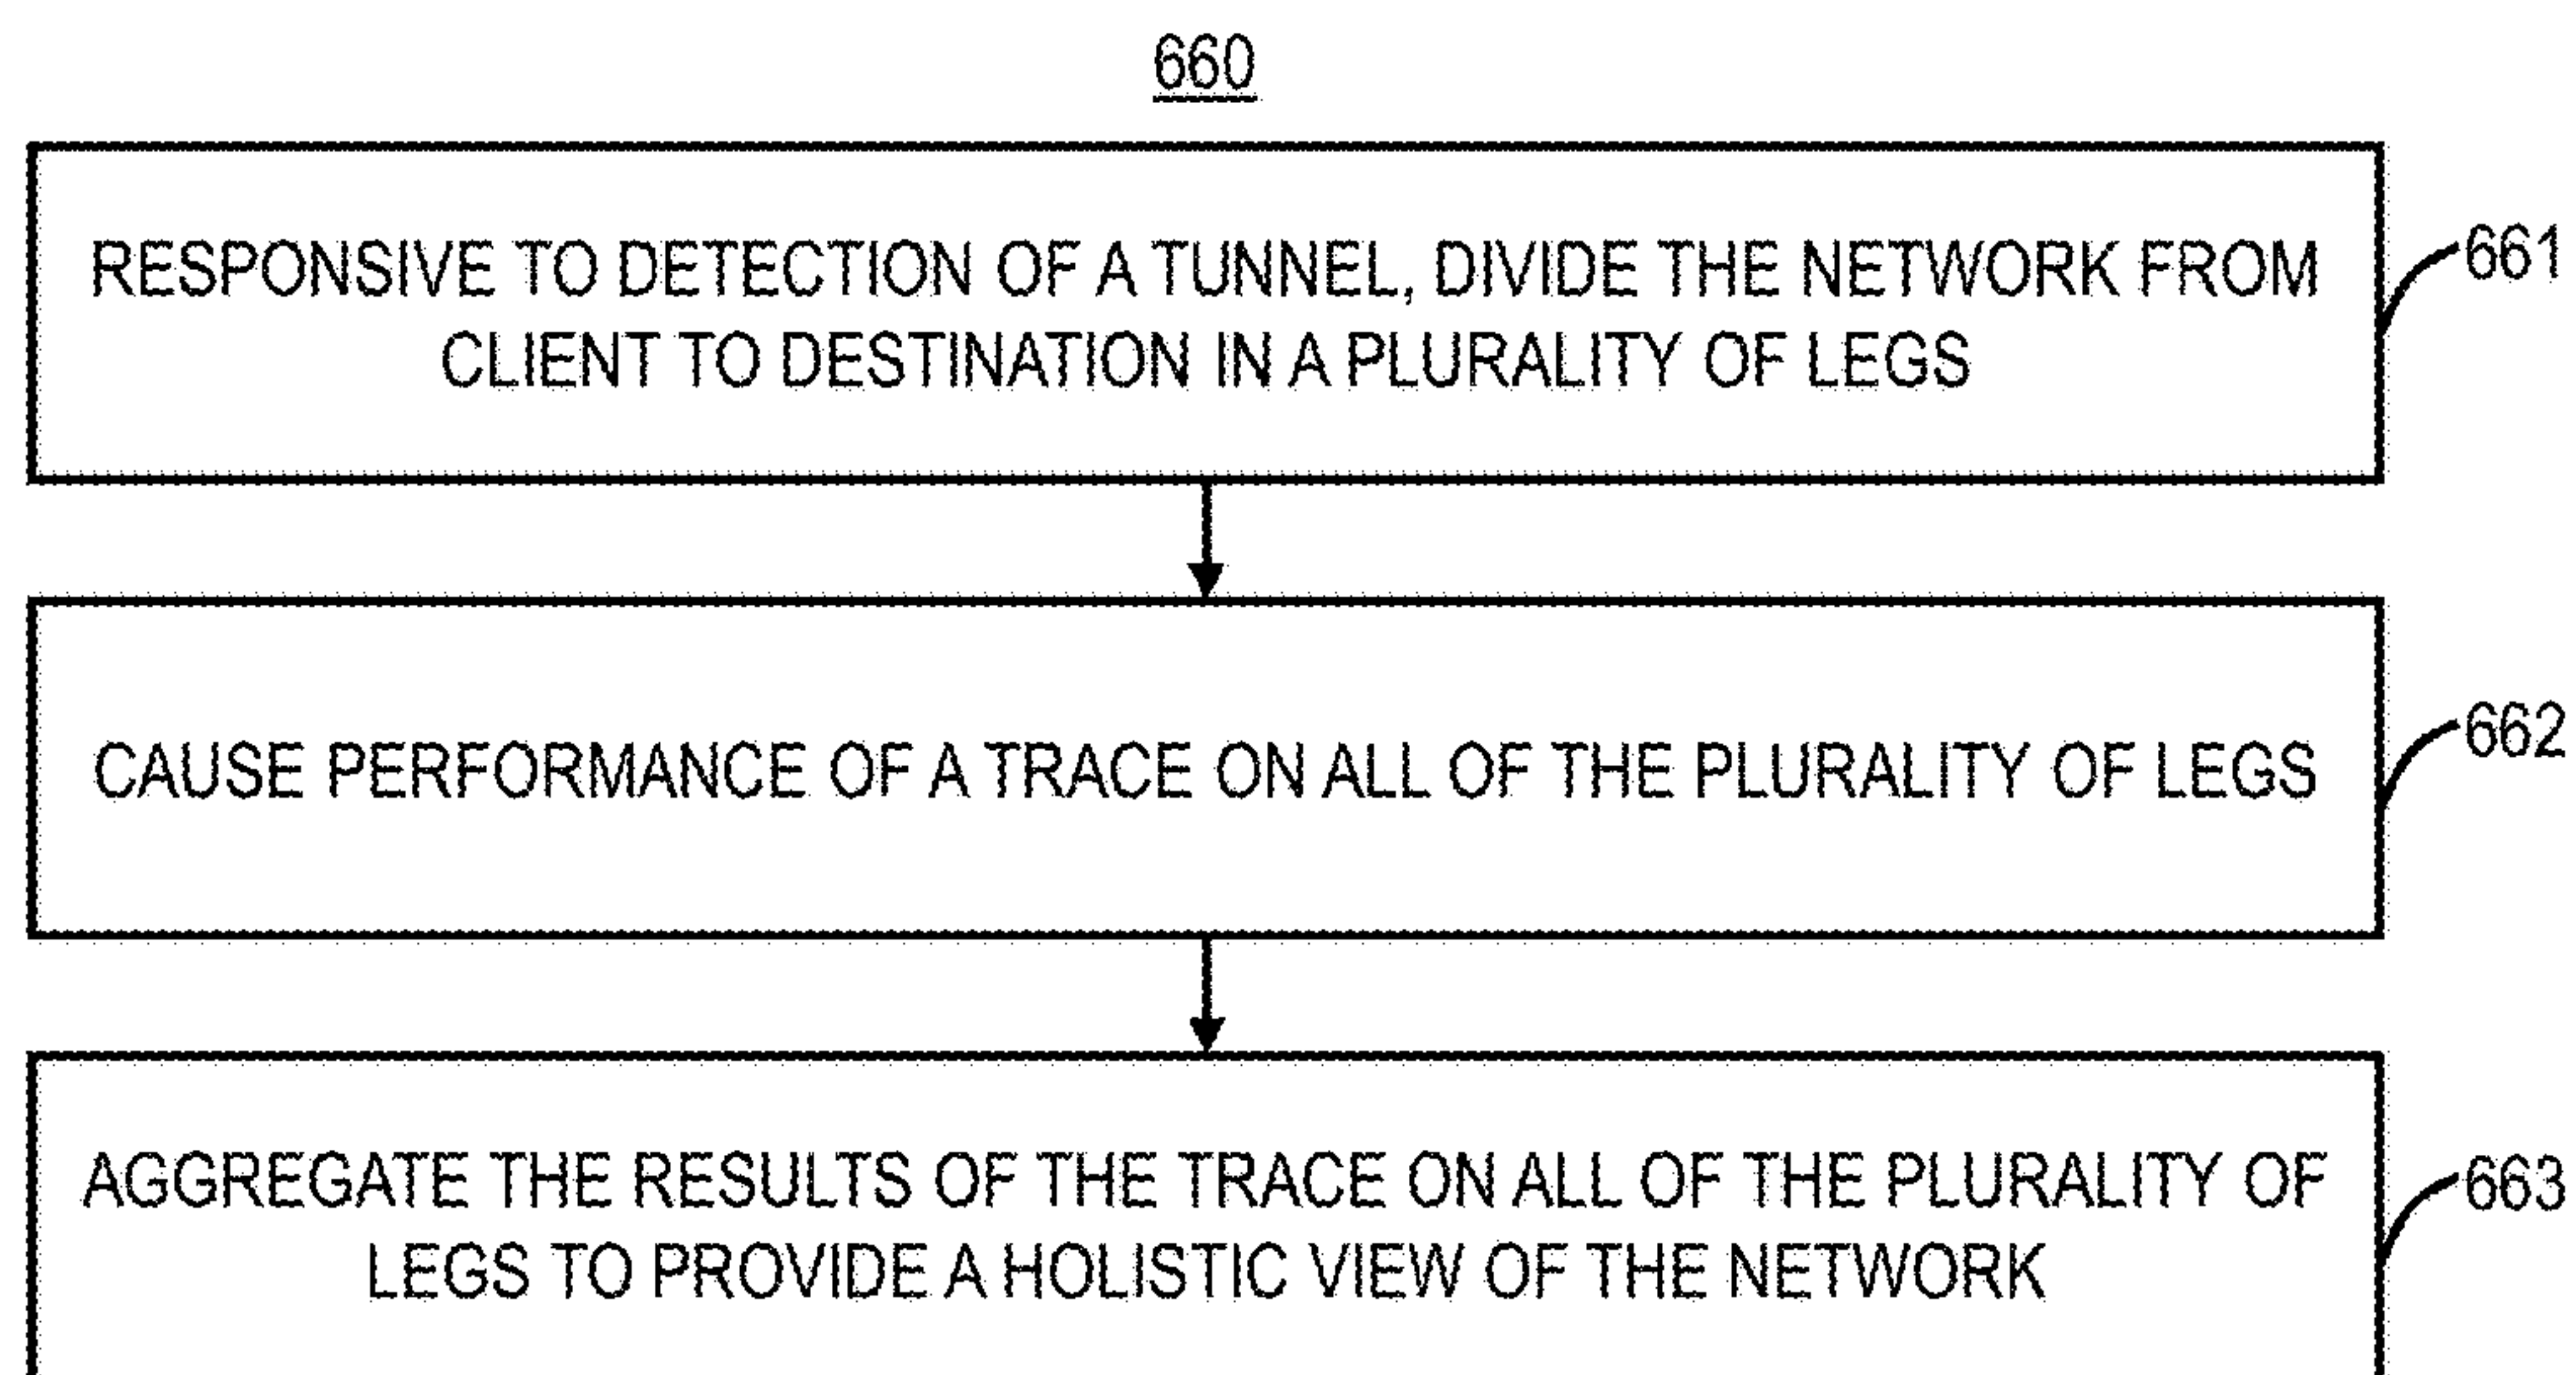 660
RESPONSIVE TO DETECTION OF A TUNNEL, DIVIDE THE NETWORK FROM
CLIENT TO DESTINATION IN A PLURALITY OF LEGS
661
CAUSE PERFORMANCE OF A TRACE ON ALL OF THE PLURALITY OF LEGS
662
AGGREGATE THE RESULTS OF THE TRACE ON ALL OF THE PLURALITY OF
LEGS TO PROVIDE A HOLISTIC VIEW OF THE NETWORK
663